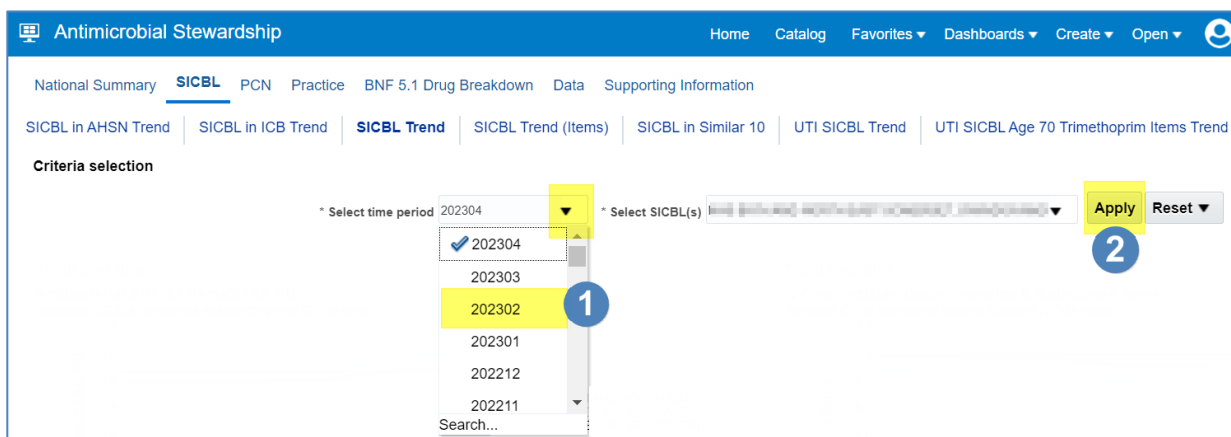 Antimicrobial Stewardship Home Catalog Favorites Dashboards Create Open
National Summary SICBL PCN Practice BNF 5.1 Drug Breakdown Data Supporting Information
SICBL in AHSN Trend SICBL in ICB Trend SICBL Trend SICBL Trend (Items) SICBL in Similar 10 UTI SICBL Trend UTI SICBL Age 70 Trimethoprim Items Trend
Criteria selection
* Select time period 202304 * Select SICBL(s) Apply Reset
2
202304
202303
202302 1
202301
202212
202211
Search...